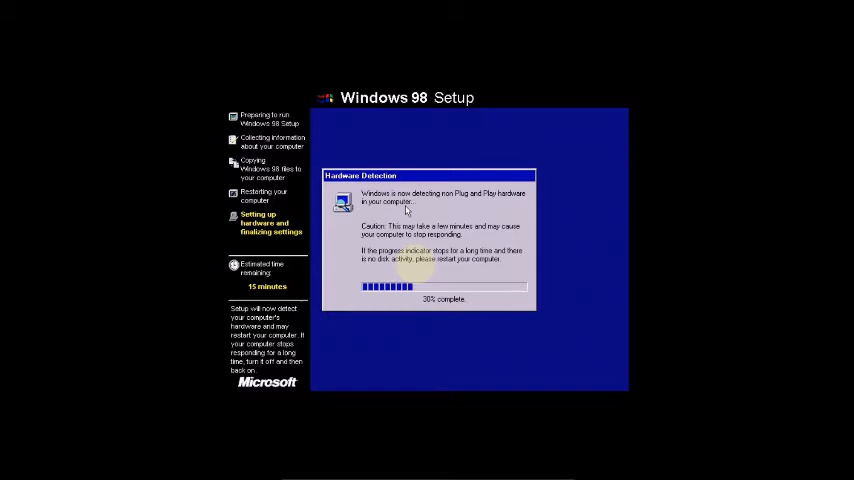 Windows 98 Setup
Preparing to run
Windows 98 Setup
Collecting information
about your computer
Copying
Windows 98 files to
your computer
Restarting your
computer
Setting up
hardware and
finalizing settings
Estimated time
remaining:
15 minutes
Setup will now detect
your computer's
hardware and may
restart your computer. If
your computer stops
responding for a long
time, turn it off and then
back on.
Microsoft
Hardware Detection
Windows is now detecting non Plug and Play hardware
in your computer...
Caution: This may take a few minutes and may cause
your computer to stop responding.
If the progress indicator stops for a long time and there
is no disk activity, please restart your computer.
30% complete.